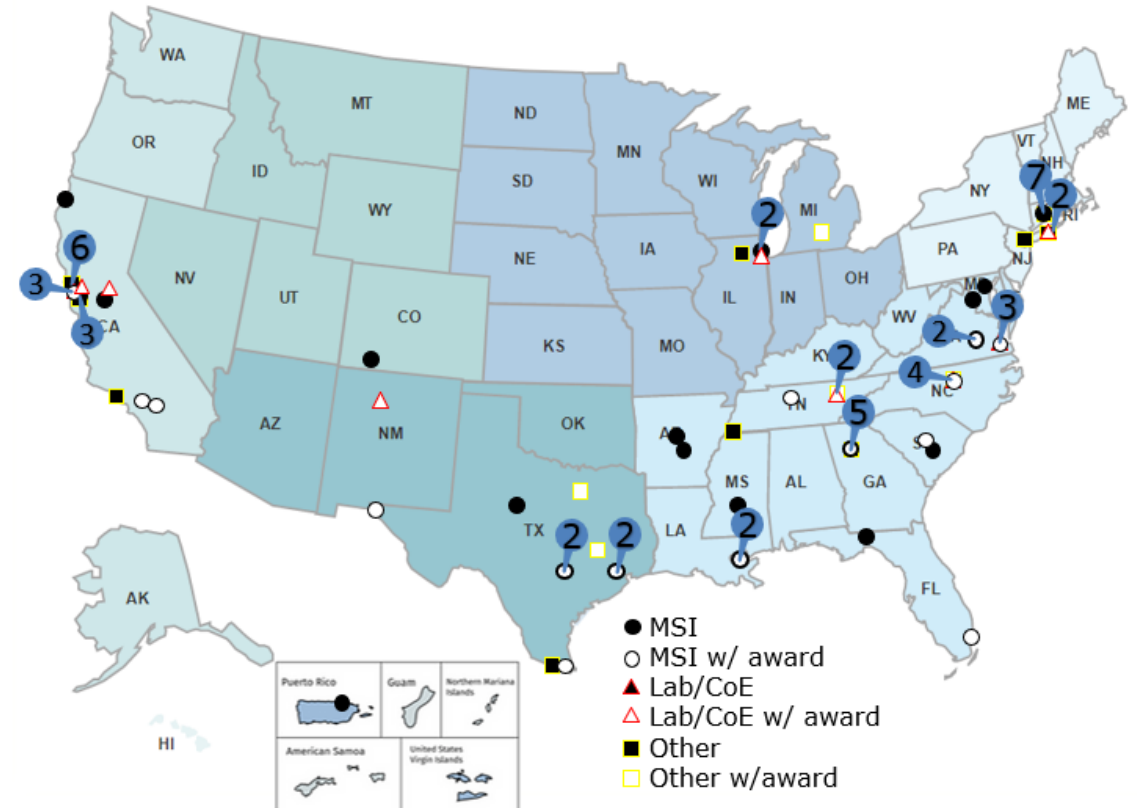 WA
MT
ND
MN
ME
VT
NH
OR
ID
SD
WI
MI
NY
7
2
RI
WY
2
IA
PA
NJ
6
3
3
CA
NV
UT
CO
NE
IL
IN
OH
WV
M
3
2
KS
MO
KY
2
4
NC
TN
5
AZ
NM
OK
A
S
MS
AL
GA
TX
LA
2
2
2
FL
AK
HI
Puerto Rico
Guam
Northern Mariana
Islands
American Samoa
United States
Virgin Islands
MSI
MSI w/ award
Lab/CoE
Lab/CoE w/ award
Other
Other w/award